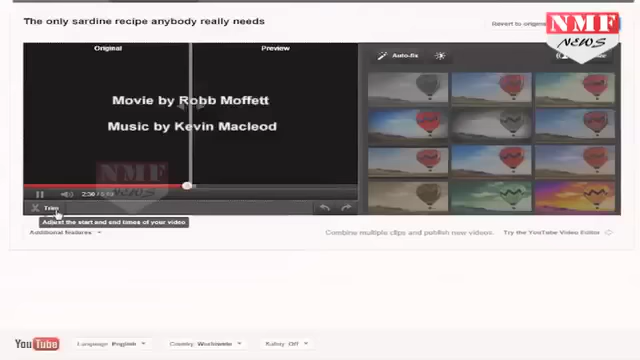 The only sardine recipe anybody really needs
Revert to original
NMF
NEWS
Original
Preview
Auto-fix
Movie by Robb Moffett
Music by Kevin Macleod
NMF
NEWS
Trim
Adjust the start and end times of your video
Additional features
Combine multiple clips and publish new videos.
Try the YouTube Video Editor
YouTube
Language: English
Country: Worldwide
Safety: Off